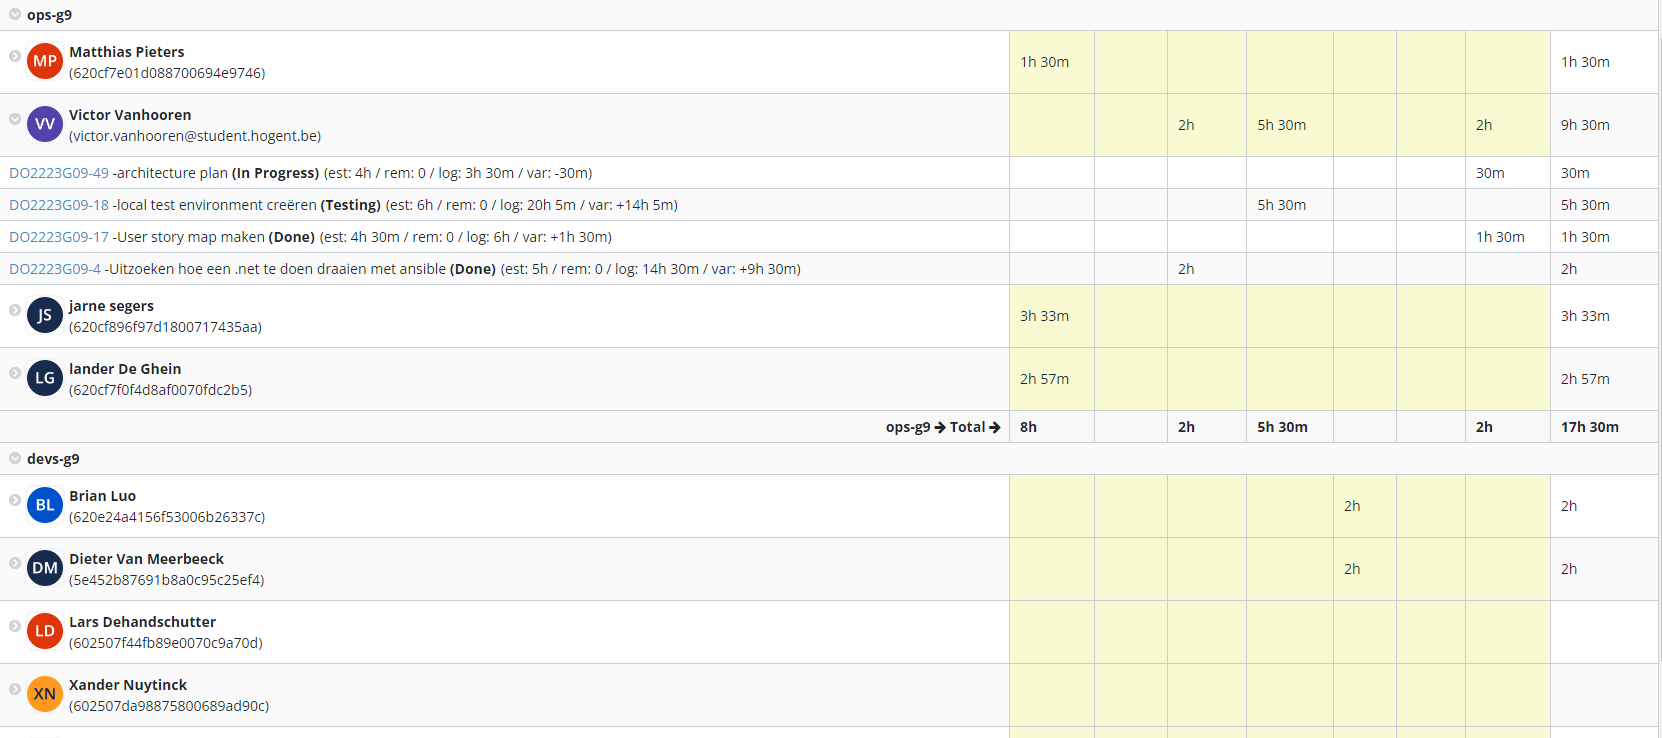 ops-g9
MP Matthias Pieters
(620cf7e01d088700694e9746) 1h 30m 1h 30m
VV Victor Vanhooren
(victor.vanhooren@student.hogent.be) 2h 5h 30m 2h 9h 30m
DO2223G09-49 -architecture plan (In Progress) (est: 4h / rem: 0 / log: 3h 30m / var: -30m) 30m 30m
DO2223G09-18 -local test environment creëren (Testing) (est: 6h / rem: 0 / log: 20h 5m / var: +14h 5m) 5h 30m 5h 30m
DO2223G09-17 -User story map maken (Done) (est: 4h 30m / rem: 0 / log: 6h / var: +1h 30m) 1h 30m 1h 30m
DO2223G09-4 -Uitzoeken hoe een .net te doen draaien met ansible (Done) (est: 5h / rem: 0 / log: 14h 30m / var: +9h 30m) 2h 2h
JS jarne segers
(620cf896f97d1800717435aa) 3h 33m 3h 33m
LG lander De Ghein
(620cf7f0f4d8af0070fdc2b5) 2h 57m 2h 57m
ops-g9 → Total → 8h 2h 5h 30m 2h 17h 30m
devs-g9
BL Brian Luo
(620e24a4156f53006b26337c) 2h 2h
DM Dieter Van Meerbeeck
(5e452b87691b8a0c95c25ef4) 2h 2h
LD Lars Dehandschutter
(602507f44fb89e0070c9a70d)
XN Xander Nuytinck
(602507da98875800689ad90c)